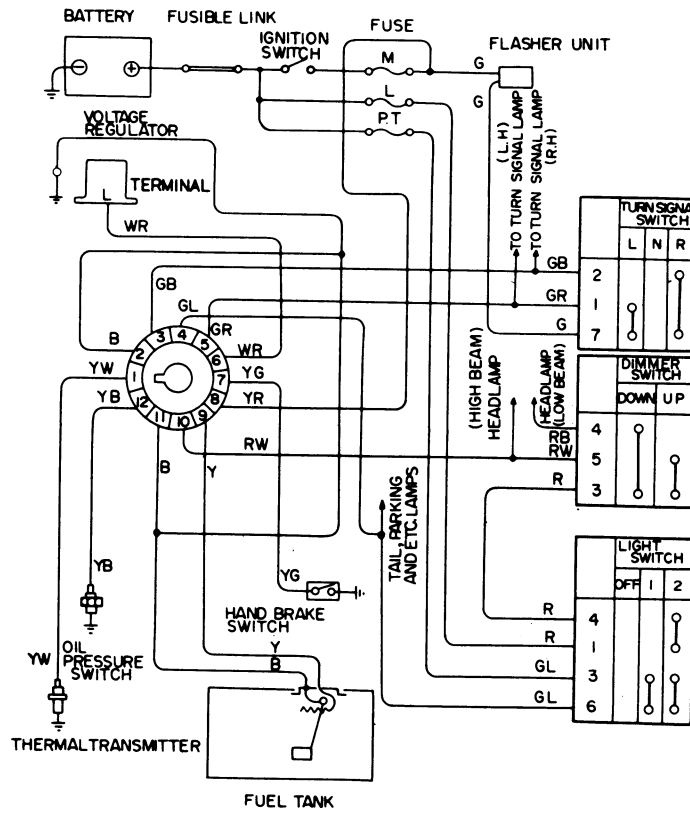 BATTERY
FUSIBLE LINK
IGNITION
SWITCH
FUSE
FLASHER UNIT
M
L
P.T
G
G
VOLTAGE
REGULATOR
TERMINAL
L
WR
TO TURN SIGNAL LAMP
(L.H)
TO TURN SIGNAL LAMP
(R.H)
TURN SIGNA
SWITCH
L N R
GB 2
GR 1
G 7
GB
GL
GR
B
WR
YW
YG
YB
YR
1
2
3
4
5
6
7
8
9
10
11
12
B
Y
RW
(HIGH BEAM)
HEADLAMP
HEADLAMP
(LOW BEAM)
DIMMER
SWITCH
DOWN UP
4
RB
RW 5
R 3
TAIL, PARKING
AND ETC. LAMPS
LIGHT
SWITCH
OFF 1 2
R 4
R 1
GL 3
GL 6
YB
YG
HAND BRAKE
SWITCH
Y
B
YW
OIL
PRESSURE
SWITCH
THERMAL TRANSMITTER
FUEL TANK